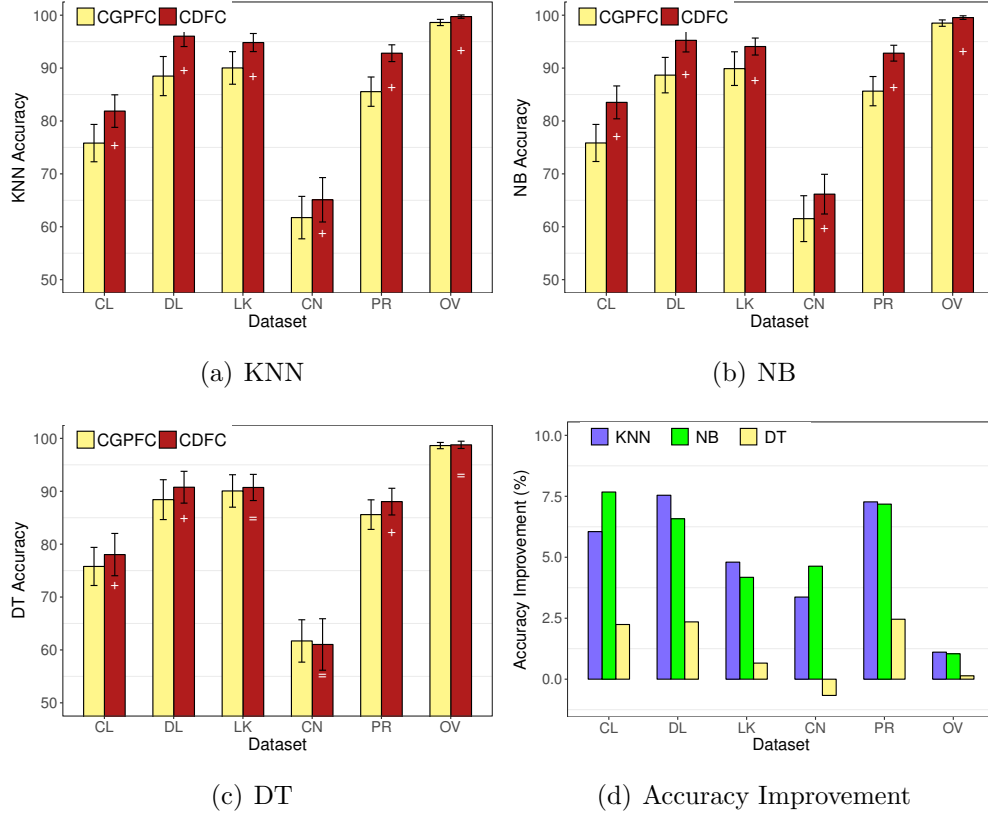 CGPFC CDFC
100
90
80
70
60
50
KNN Accuracy
+ + + + + +
CL DL LK CN PR OV
Dataset
(a) KNN
CGPFC CDFC
100
90
80
70
60
50
NB Accuracy
+ + + + + +
CL DL LK CN PR OV
Dataset
(b) NB
CGPFC CDFC
100
90
80
70
60
50
DT Accuracy
+ + = = + =
CL DL LK CN PR OV
Dataset
(c) DT
KNN NB DT
10.0
7.5
5.0
2.5
0.0
Accuracy Improvement (%)
CL DL LK CN PR OV
Dataset
(d) Accuracy Improvement